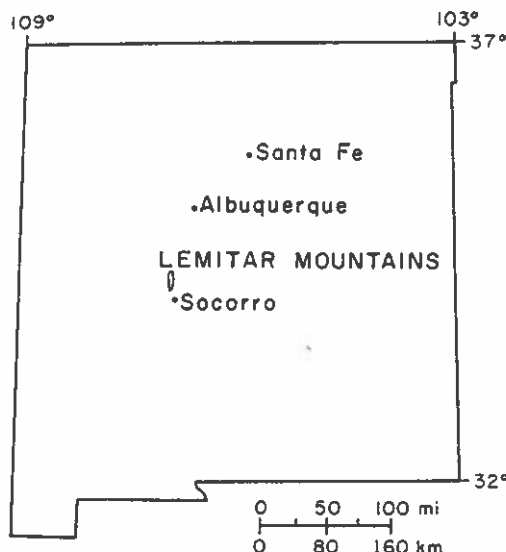 109° 103°
37°
Santa Fe
Albuquerque
LEMITAR MOUNTAINS
Socorro
32°
0 50 100 mi
0 80 160 km